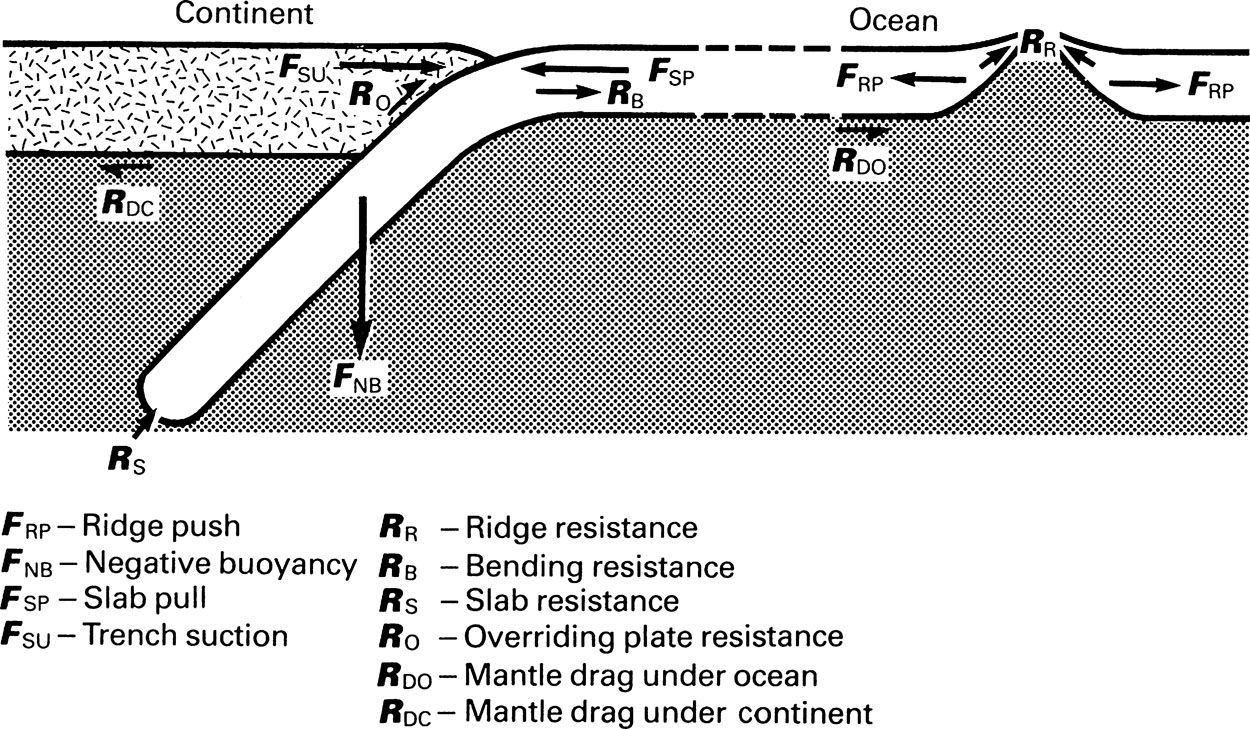 Continent
Ocean
FSU
RO
FSP
RB
FRP
RR
FRP
RDO
RDC
FNB
RS
FRP – Ridge push
FNB – Negative buoyancy
FSP – Slab pull
FSU – Trench suction
RR – Ridge resistance
RB – Bending resistance
RS – Slab resistance
RO – Overriding plate resistance
RDO – Mantle drag under ocean
RDC – Mantle drag under continent